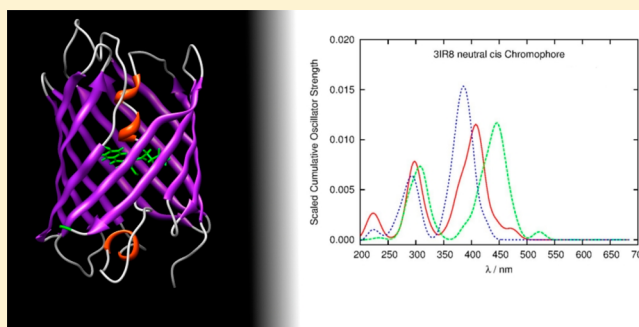 3IR8 neutral cis Chromophore
Scaled Cumulative Oscillator Strength
0.020
0.015
0.010
0.005
0.000
200 250 300 350 400 450 500 550 600 650
λ / nm